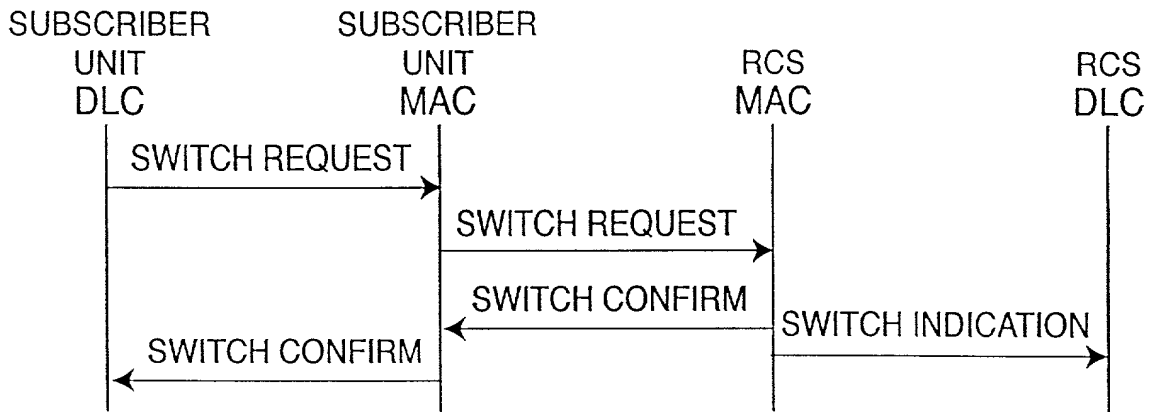 SUBSCRIBER
UNIT
DLC
SUBSCRIBER
UNIT
MAC
RCS
MAC
RCS
DLC
SWITCH REQUEST
SWITCH REQUEST
SWITCH CONFIRM
SWITCH INDICATION
SWITCH CONFIRM